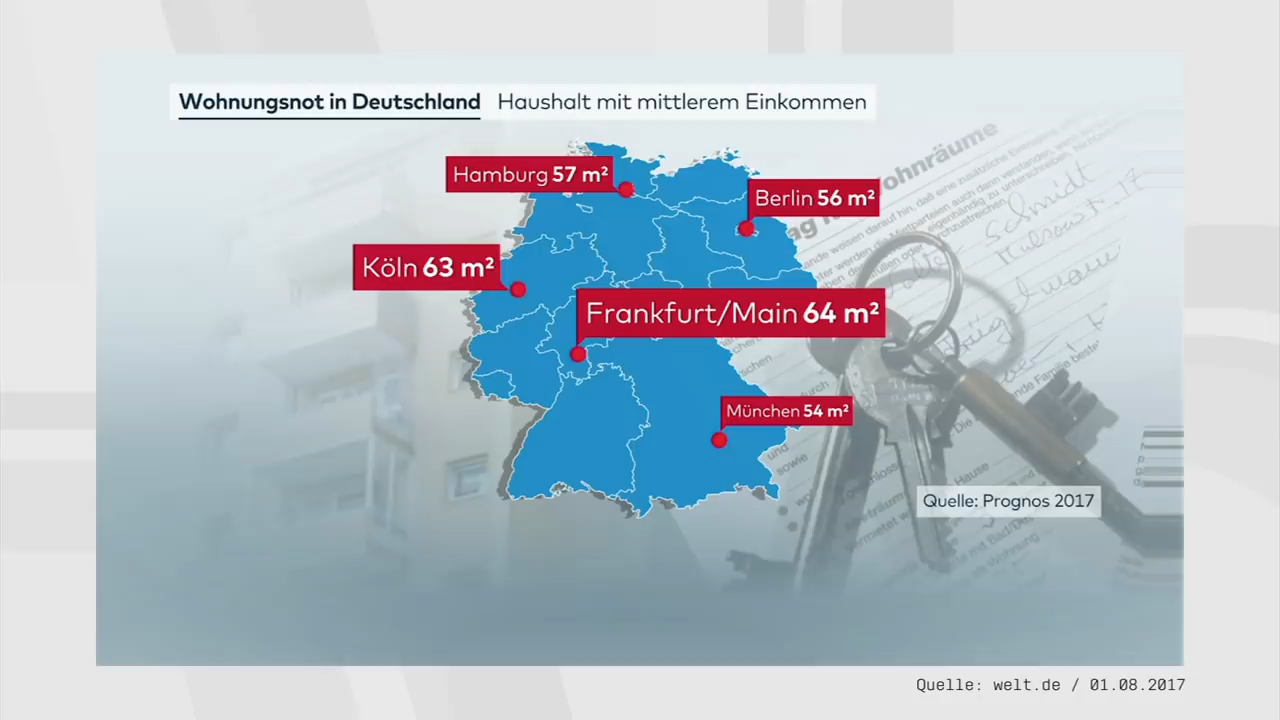 Wohnungsnot in Deutschland Haushalt mit mittlerem Einkommen
Hamburg 57 m²
Berlin 56 m²
Köln 63 m²
Frankfurt/Main 64 m²
München 54 m²
Quelle: Prognos 2017
Quelle: welt.de / 01.08.2017